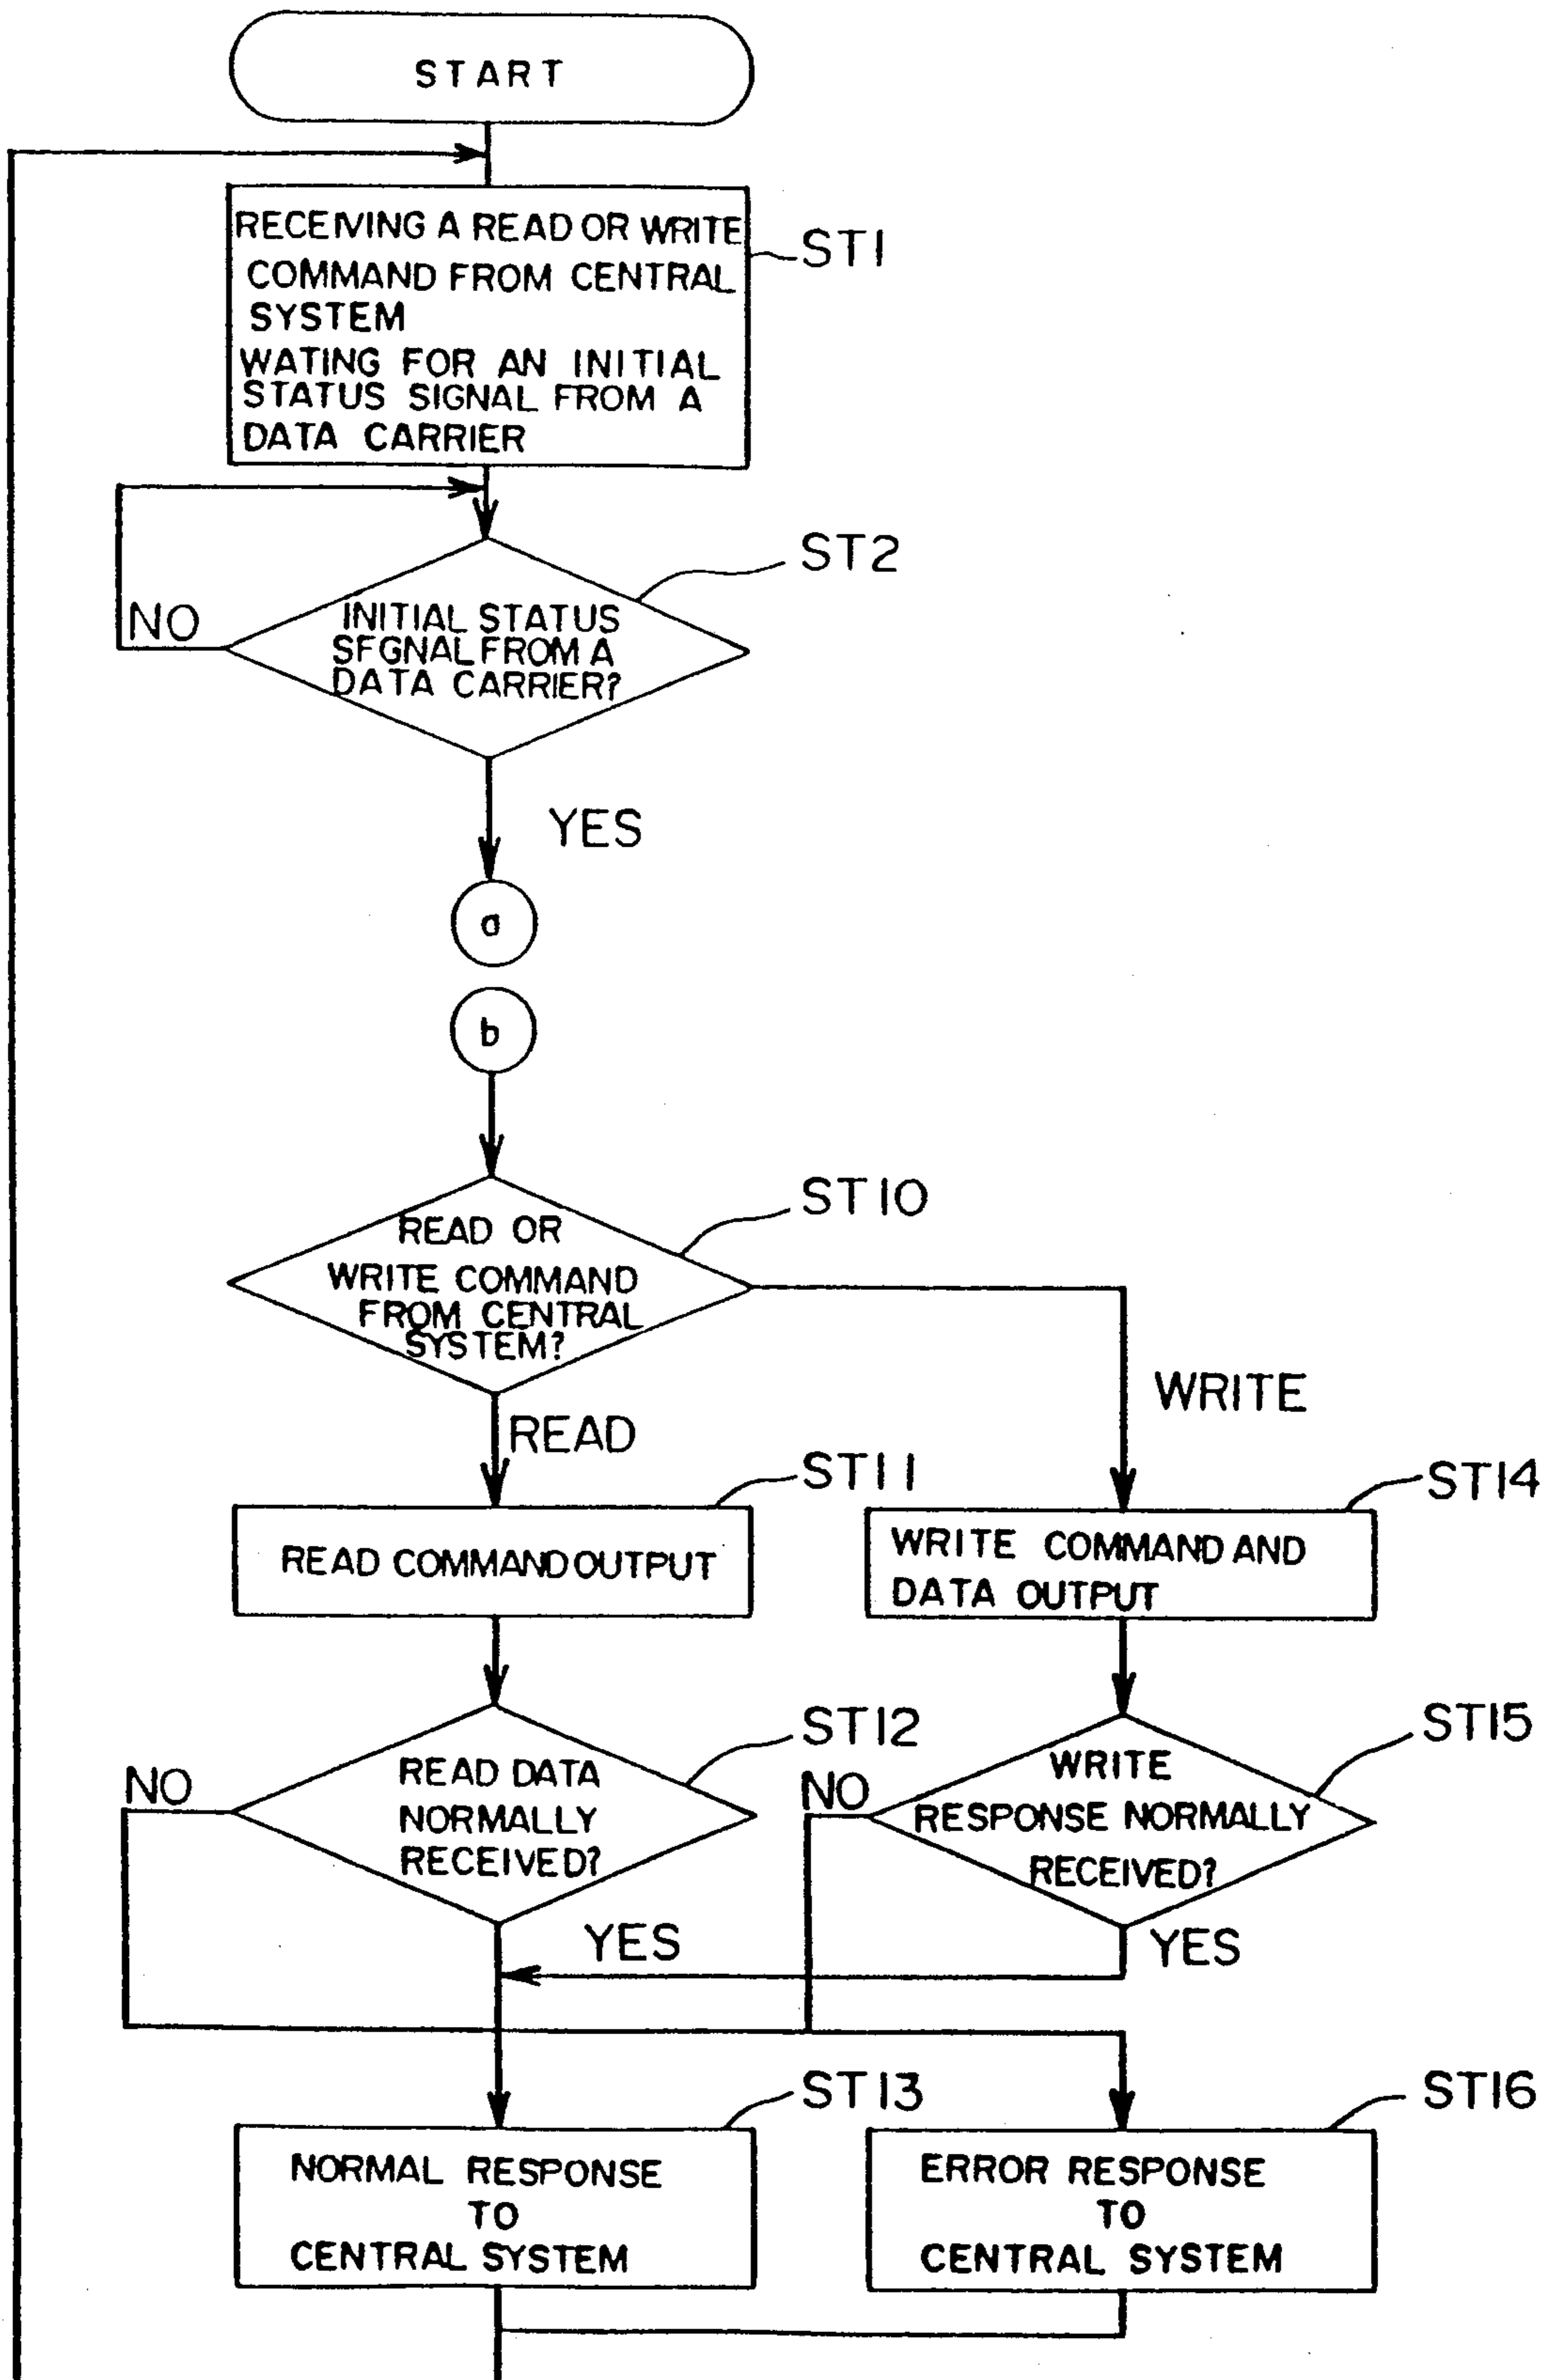 START
RECEIVING A READ OR WRITE
COMMAND FROM CENTRAL
SYSTEM
WATING FOR AN INITIAL
STATUS SIGNAL FROM A
DATA CARRIER
ST1
ST2
INITIAL STATUS
SFGNAL FROM A
DATA CARRIER?
NO
YES
a
b
ST10
READ OR
WRITE COMMAND
FROM CENTRAL
SYSTEM?
WRITE
READ
ST11
ST14
READ COMMAND OUTPUT
WRITE COMMAND AND
DATA OUTPUT
ST12
ST15
READ DATA
NORMALLY
RECEIVED?
NO
WRITE
RESPONSE NORMALLY
RECEIVED?
NO
YES
YES
ST13
ST16
NORMAL RESPONSE
TO
CENTRAL SYSTEM
ERROR RESPONSE
TO
CENTRAL SYSTEM